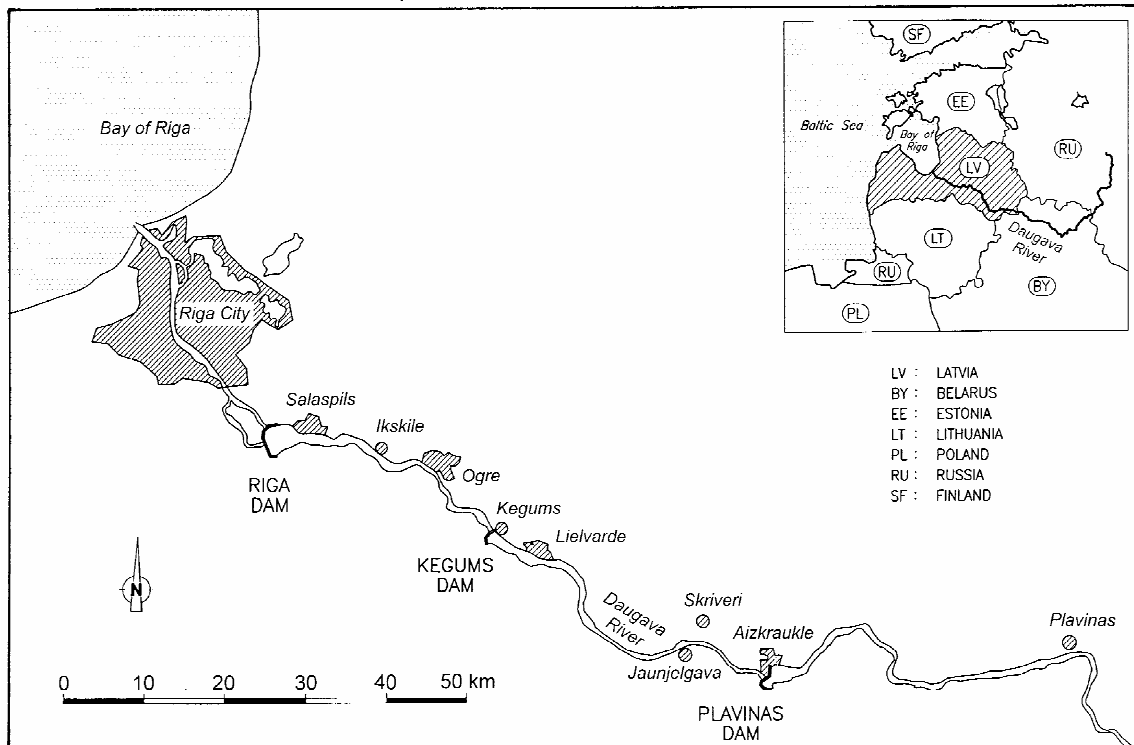 Bay of Riga
Riga City
Salaspils
Ikskile
Ogre
RIGA
DAM
Kegums
Lielvarde
KEGUMS
DAM
N
Daugava
River
Skriveri
Aizkraukle
Jaunjclgava
Plavinas
PLAVINAS
DAM
0 10 20 30 40 50 km
SF
EE
Baltic Sea
Bay of
Riga
RU
LV
Daugava
River
LT
RU
BY
PL
LV : LATVIA
BY : BELARUS
EE : ESTONIA
LT : LITHUANIA
PL : POLAND
RU : RUSSIA
SF : FINLAND